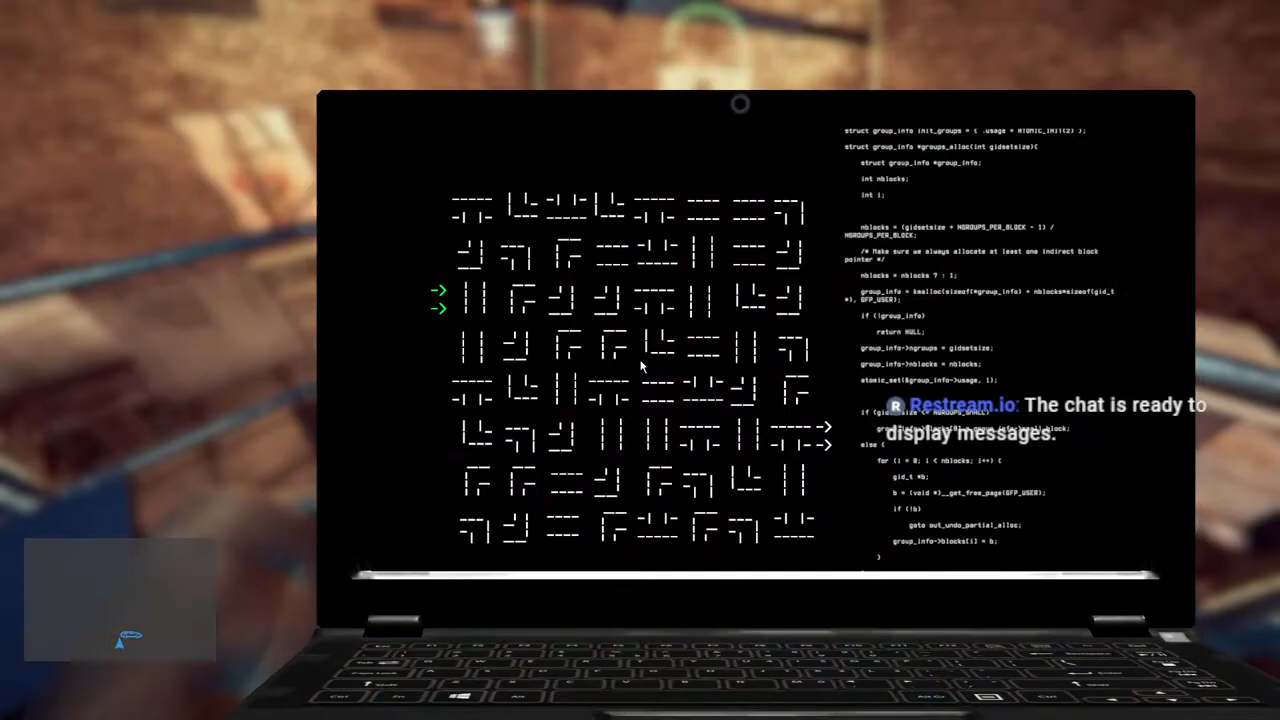 struct group_info init_groups = { .usage = ATOMIC_INIT(2) };
struct group_info *groups_alloc(int gidsetsize){
struct group_info *group_info;
int nblocks;
int i;
nblocks = (gidsetsize + NGROUPS_PER_BLOCK - 1) /
NGROUPS_PER_BLOCK;
/* Make sure we always allocate at least one indirect block
pointer */
nblocks = nblocks ? : 1;
group_info = kmalloc(sizeof(*group_info) + nblocks*sizeof(gid_t
*), GFP_USER);
if (!group_info)
return NULL;
group_info->ngroups = gidsetsize;
group_info->nblocks = nblocks;
atomic_set(&group_info->usage, 1);
R Restream.io: The chat is ready to
display messages.
else {
for (i = 0; i < nblocks; i++) {
gid_t *b;
b = (void *)__get_free_page(GFP_USER);
if (!b)
goto out_undo_partial_alloc;
group_info->blocks[i] = b;
}